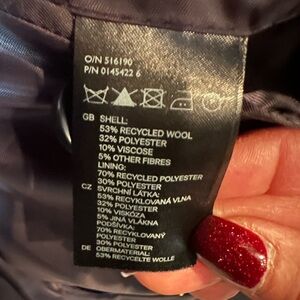 O/N 516190
P/N 0145422 6
GB SHELL:
53% RECYCLED WOOL
32% POLYESTER
10% VISCOSE
5% OTHER FIBRES
LINING:
70% RECYCLED POLYESTER
30% POLYESTER
CZ SVRCHNÍ LÁTKA:
53% RECYKLOVANÁ VLNA
32% POLYESTER
10% VISKÓZA
5% JINÁ VLÁKNA
PODŠÍVKA:
70% RECYKLOVANÝ
POLYESTER
30% POLYESTER
DE OBERMATERIAL:
53% RECYCELTE WOLLE